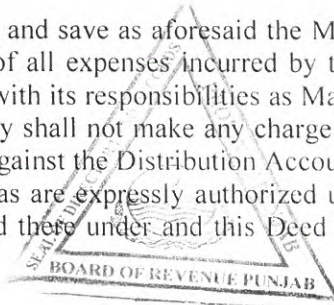 and save as aforesaid the M
of all expenses incurred by t
with its responsibilities as Ma
y shall not make any charge
against the Distribution Accou
as are expressly authorized u
d there under and this Deed
BOARD OF REVENUE PUNJAB